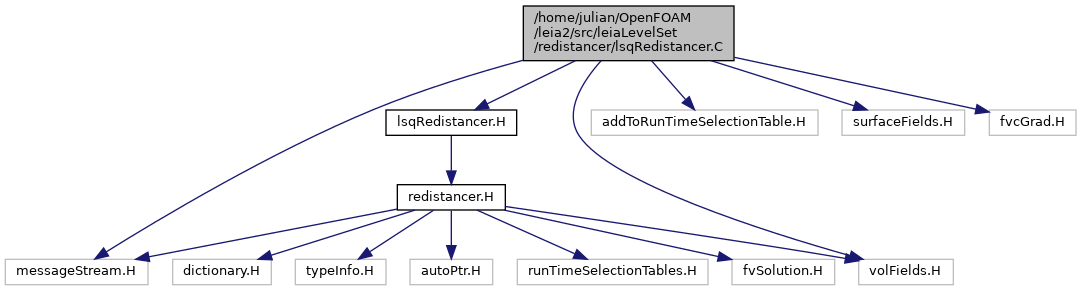 /home/julian/OpenFOAM
/leia2/src/leiaLevelSet
/redistancer/lsqRedistancer.C
lsqRedistancer.H
addToRunTimeSelectionTable.H
surfaceFields.H
fvcGrad.H
redistancer.H
messageStream.H
dictionary.H
typeInfo.H
autoPtr.H
runTimeSelectionTables.H
fvSolution.H
volFields.H